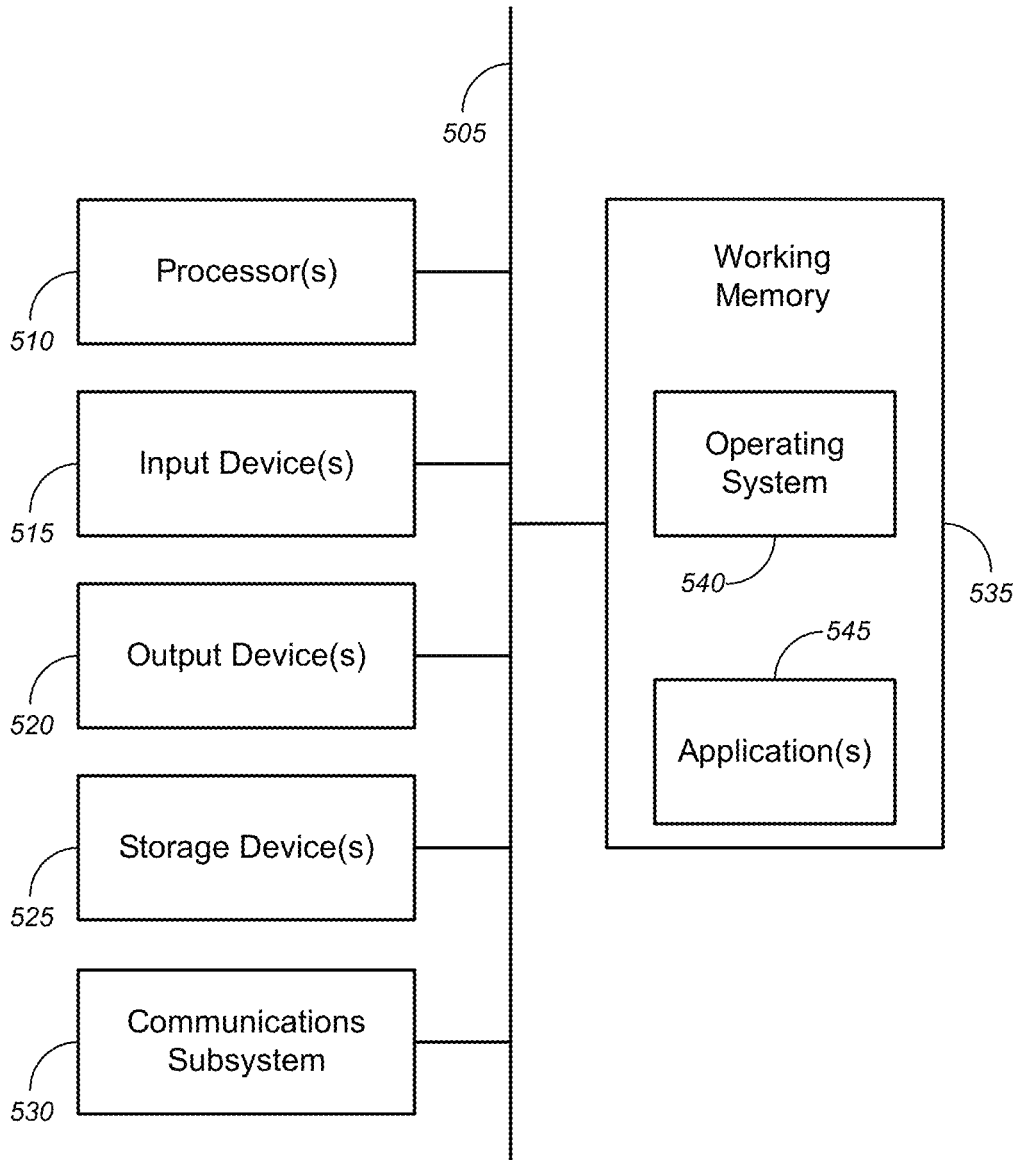 505
Processor(s)
510
Input Device(s)
515
Output Device(s)
520
Storage Device(s)
525
Communications
Subsystem
530
Working
Memory
Operating
System
540
535
545
Application(s)